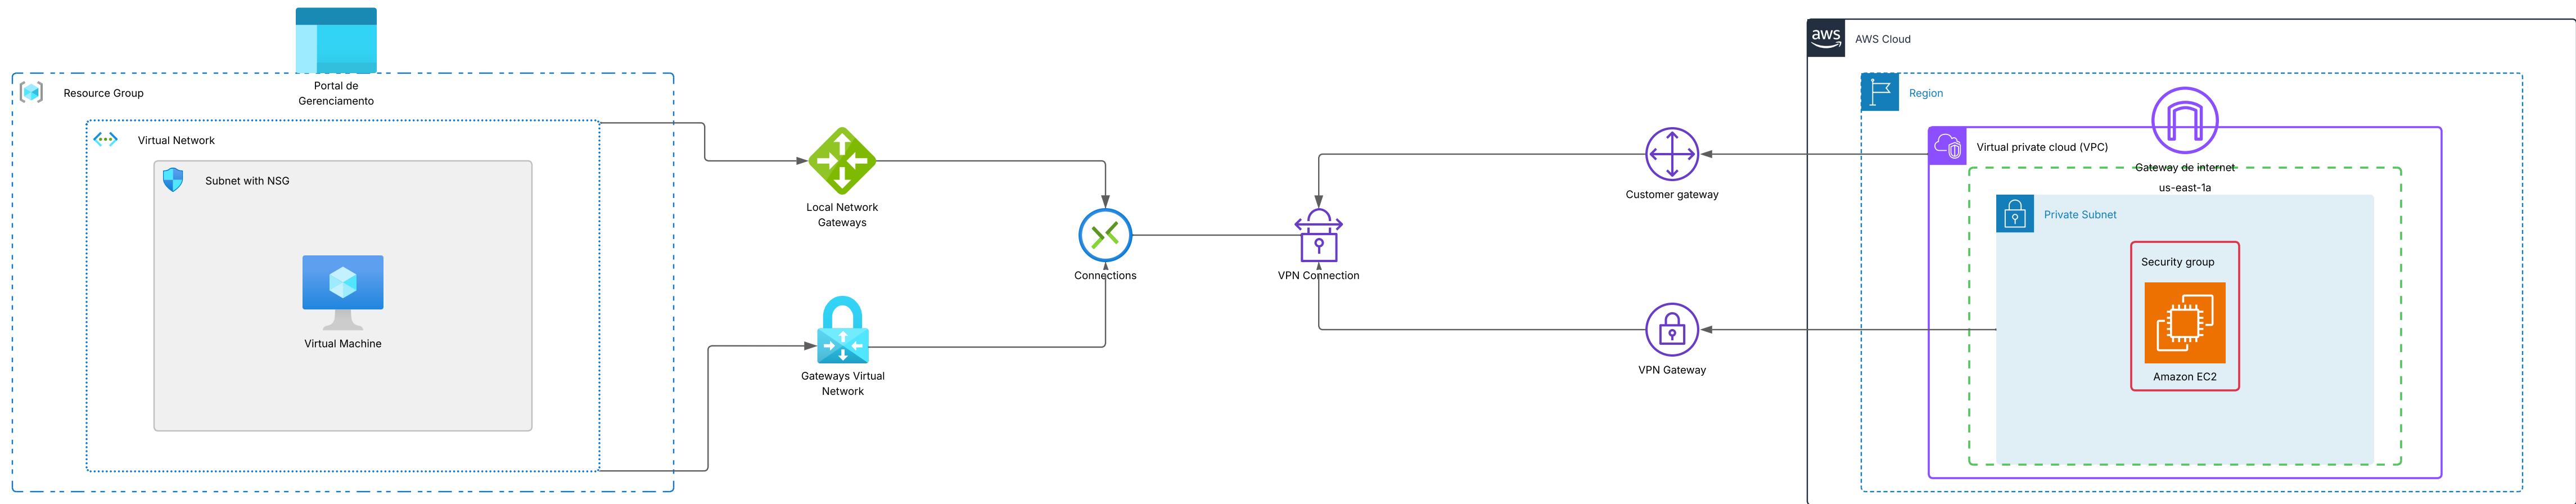 Portal de
Gerenciamento
Resource Group
Virtual Network
Subnet with NSG
Virtual Machine
Local Network
Gateways
Gateways Virtual
Network
Connections
VPN Connection
Customer gateway
VPN Gateway
aws
AWS Cloud
Region
Virtual private cloud (VPC)
Gateway de internet
us-east-1a
Private Subnet
Security group
Amazon EC2